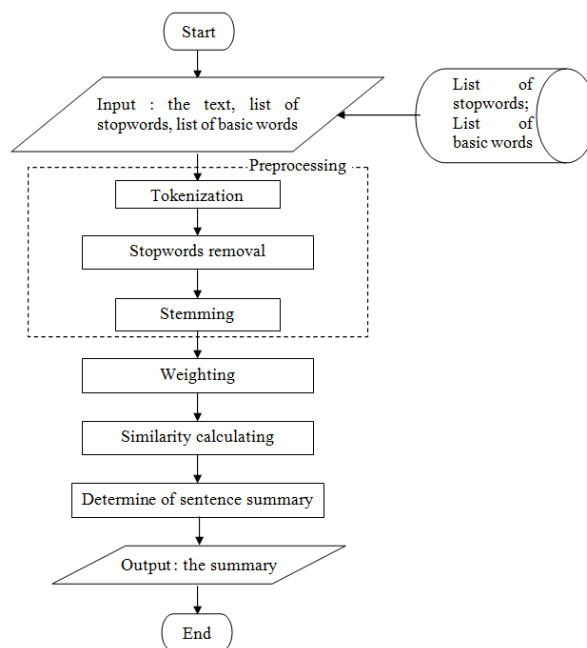 Start
Input : the text, list of
stopwords, list of basic words
List of
stopwords;
List of
basic words
Preprocessing
Tokenization
Stopwords removal
Stemming
Weighting
Similarity calculating
Determine of sentence summary
Output : the summary
End